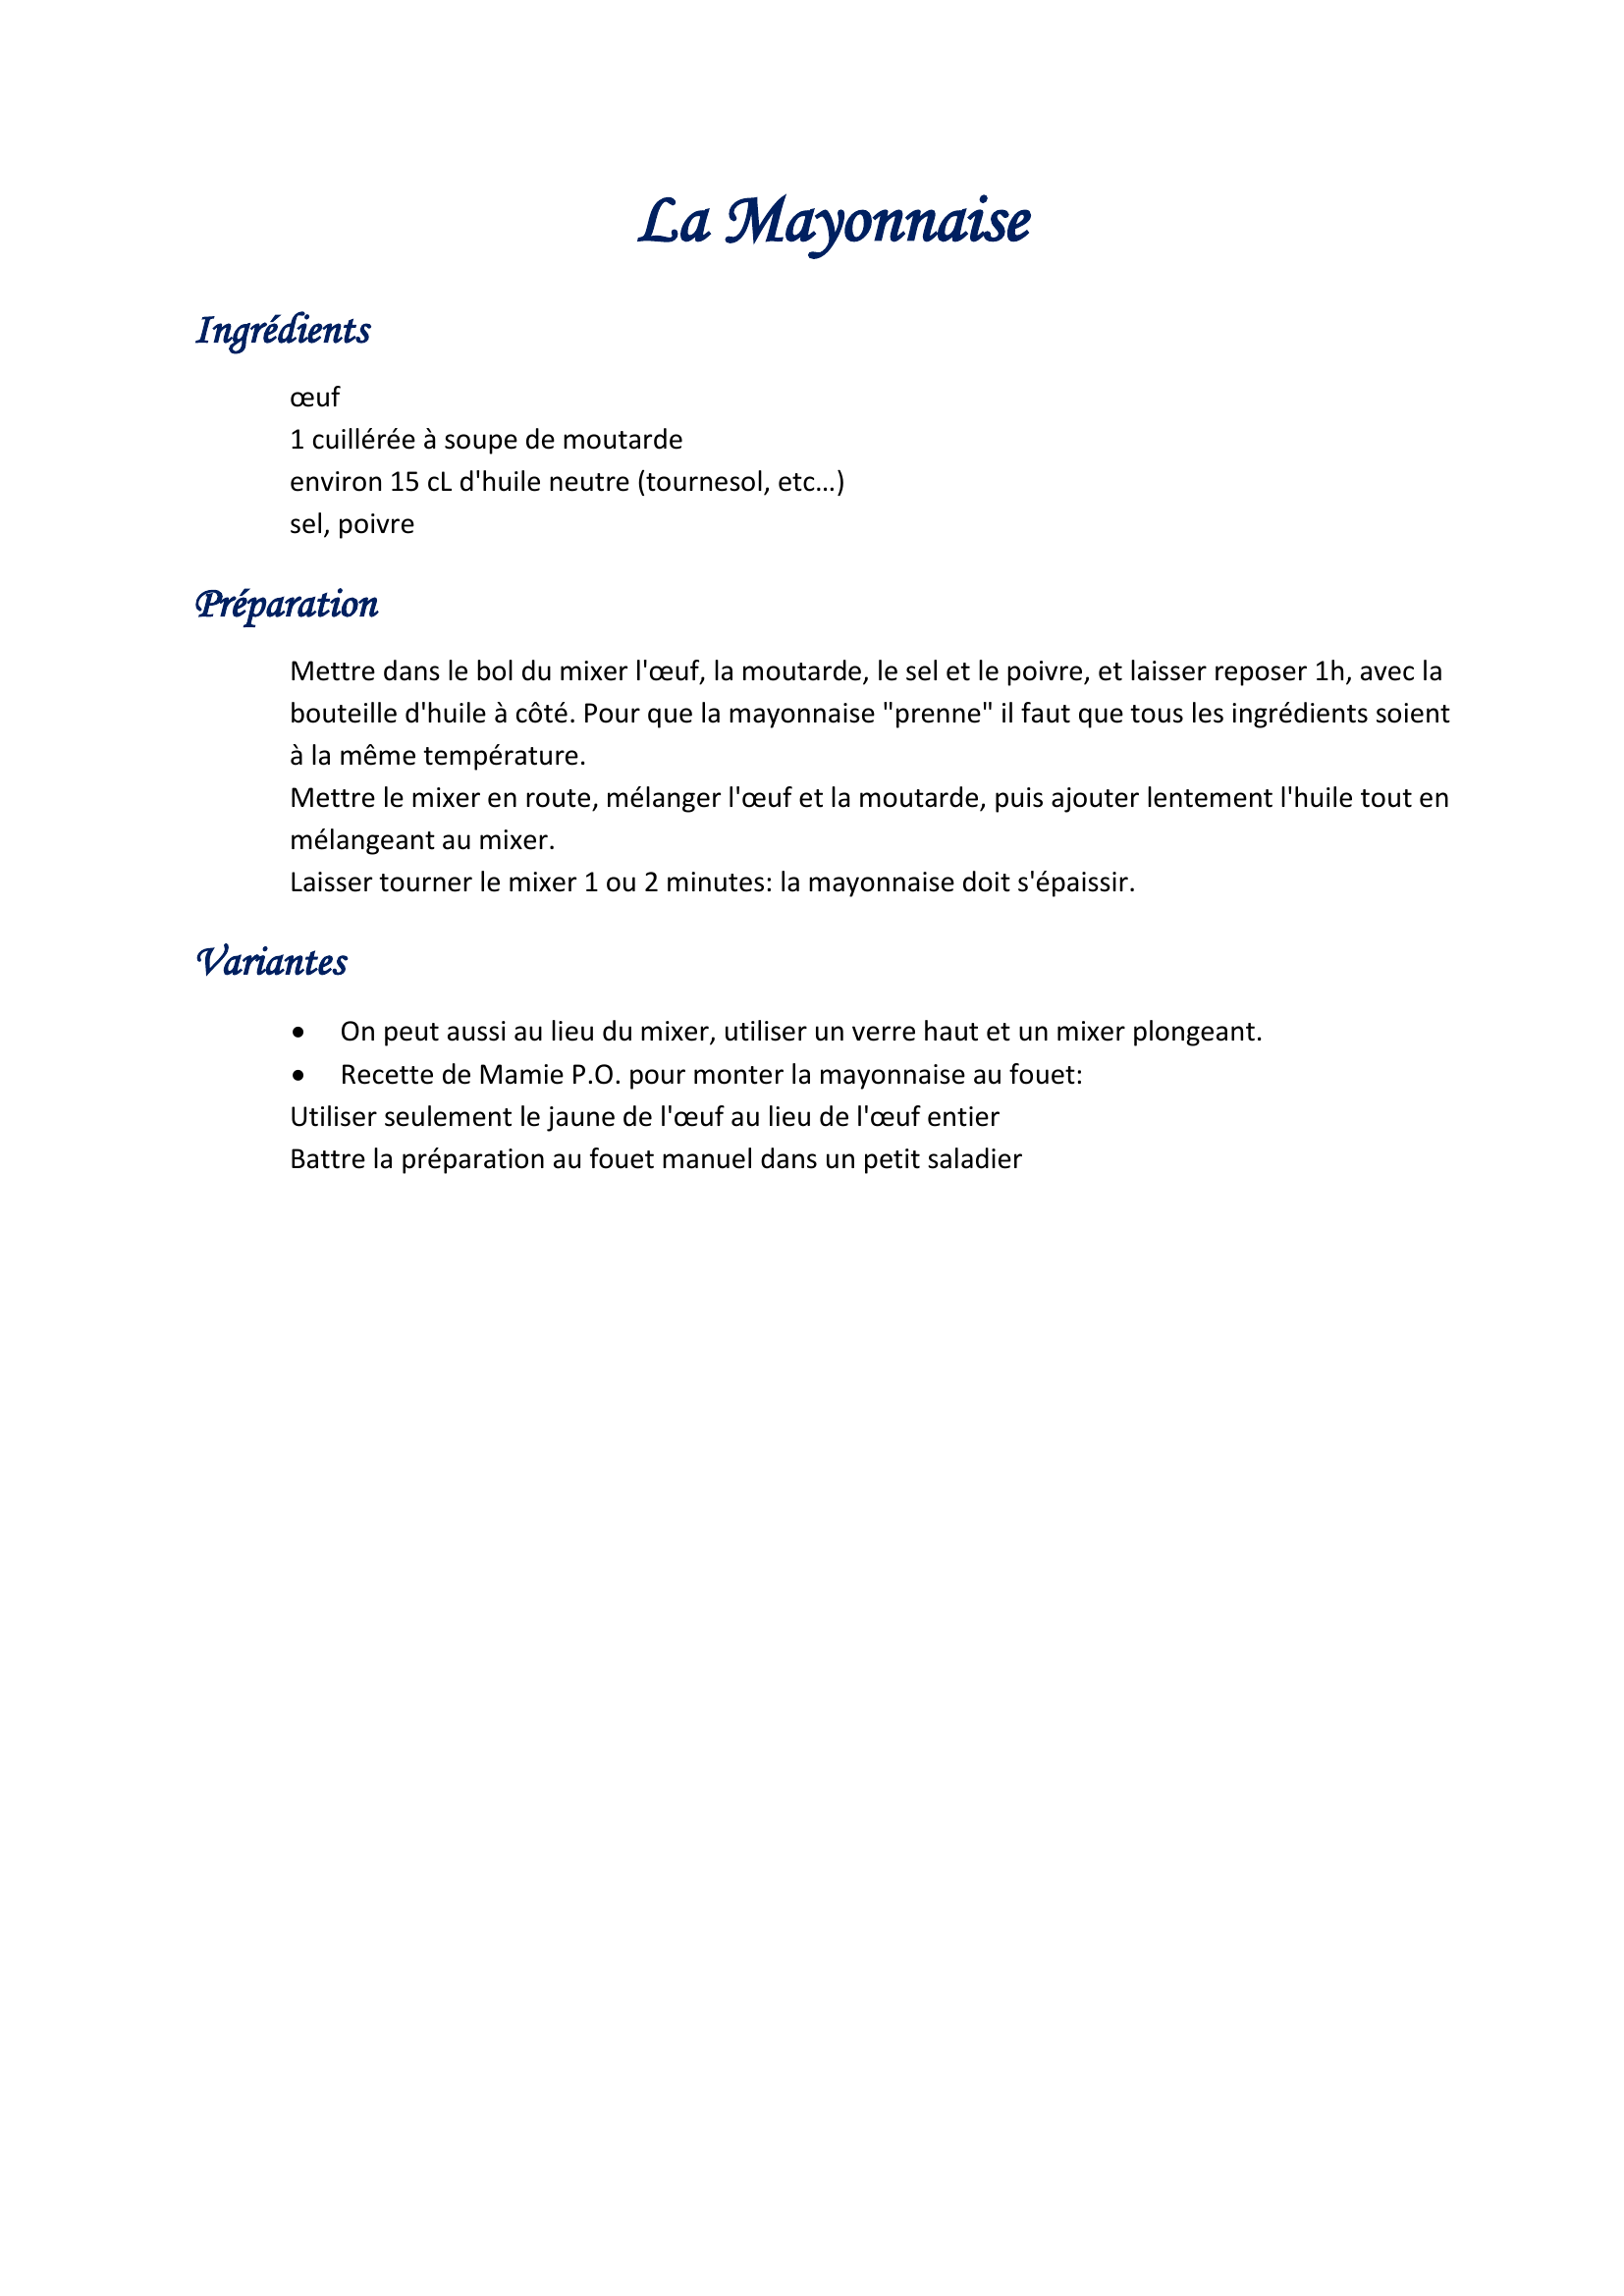 La Mayonnaise
Ingrédients
œuf
1 cuillérée à soupe de moutarde
environ 15 cL d'huile neutre (tournesol, etc...)
sel, poivre
Préparation
Mettre dans le bol du mixer l'œuf, la moutarde, le sel et le poivre, et laisser reposer 1h, avec la
bouteille d'huile à côté. Pour que la mayonnaise "prenne" il faut que tous les ingrédients soient
à la même température.
Mettre le mixer en route, mélanger l'œuf et la moutarde, puis ajouter lentement l'huile tout en
mélangeant au mixer.
Laisser tourner le mixer 1 ou 2 minutes: la mayonnaise doit s'épaissir.
Variantes
• On peut aussi au lieu du mixer, utiliser un verre haut et un mixer plongeant.
• Recette de Mamie P.O. pour monter la mayonnaise au fouet:
Utiliser seulement le jaune de l'œuf au lieu de l'œuf entier
Battre la préparation au fouet manuel dans un petit saladier